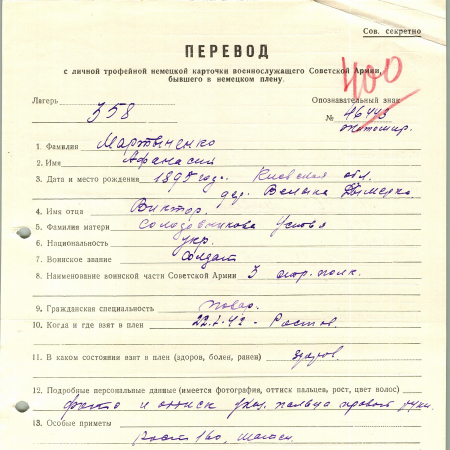 Сов. секретно
ПЕРЕВОД
с личной трофейной немецкой карточки военнослужащего Советской Армии,
бывшего в немецком плену.
400
Лагерь 358
Опознавательный знак
№ 46443
Житомир.
1. Фамилия Мартыненко
2. Имя Афанасий
3. Дата и место рождения 1895 год. Киевская обл.
дер. Велика Дымерка
4. Имя отца Виктор.
5. Фамилия матери Солодовникова
6. Национальность укр.
7. Воинское звание солдат
8. Наименование воинской части Советской Армии 3 стр. полк.
9. Гражданская специальность повар.
10. Когда и где взят в плен 22.7.42 - Ростов.
11. В каком состоянии взят в плен (здоров, болен, ранен) здоров.
12. Подробные персональные данные (имеется фотография, оттиск пальцев, рост, цвет волос)
фото и оттиск указ. пальца правой руки.
13. Особые приметы
Рост 160,